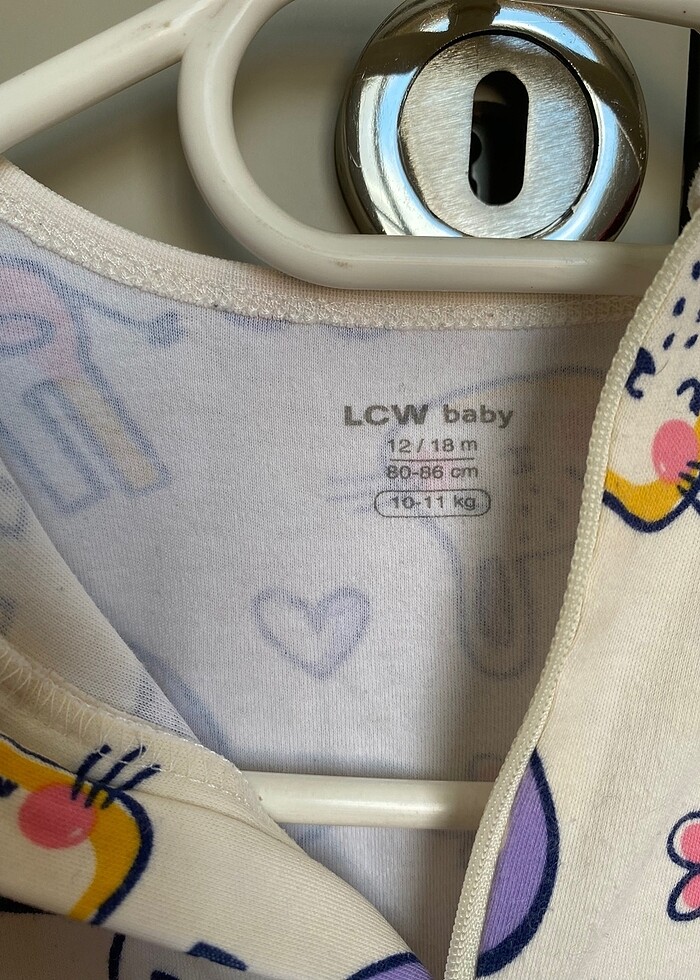 LCW baby
12 / 18 m
80-86 cm
10-11 kg